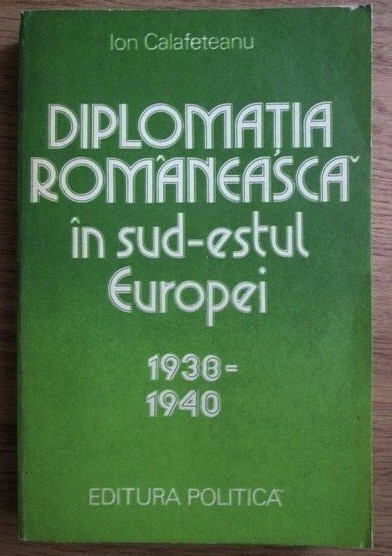 Ion Calafeteanu
DIPLOMAȚIA
ROMÂNEASCĂ
în sud-estul
Europei
1938-
1940
EDITURA POLITICĂ